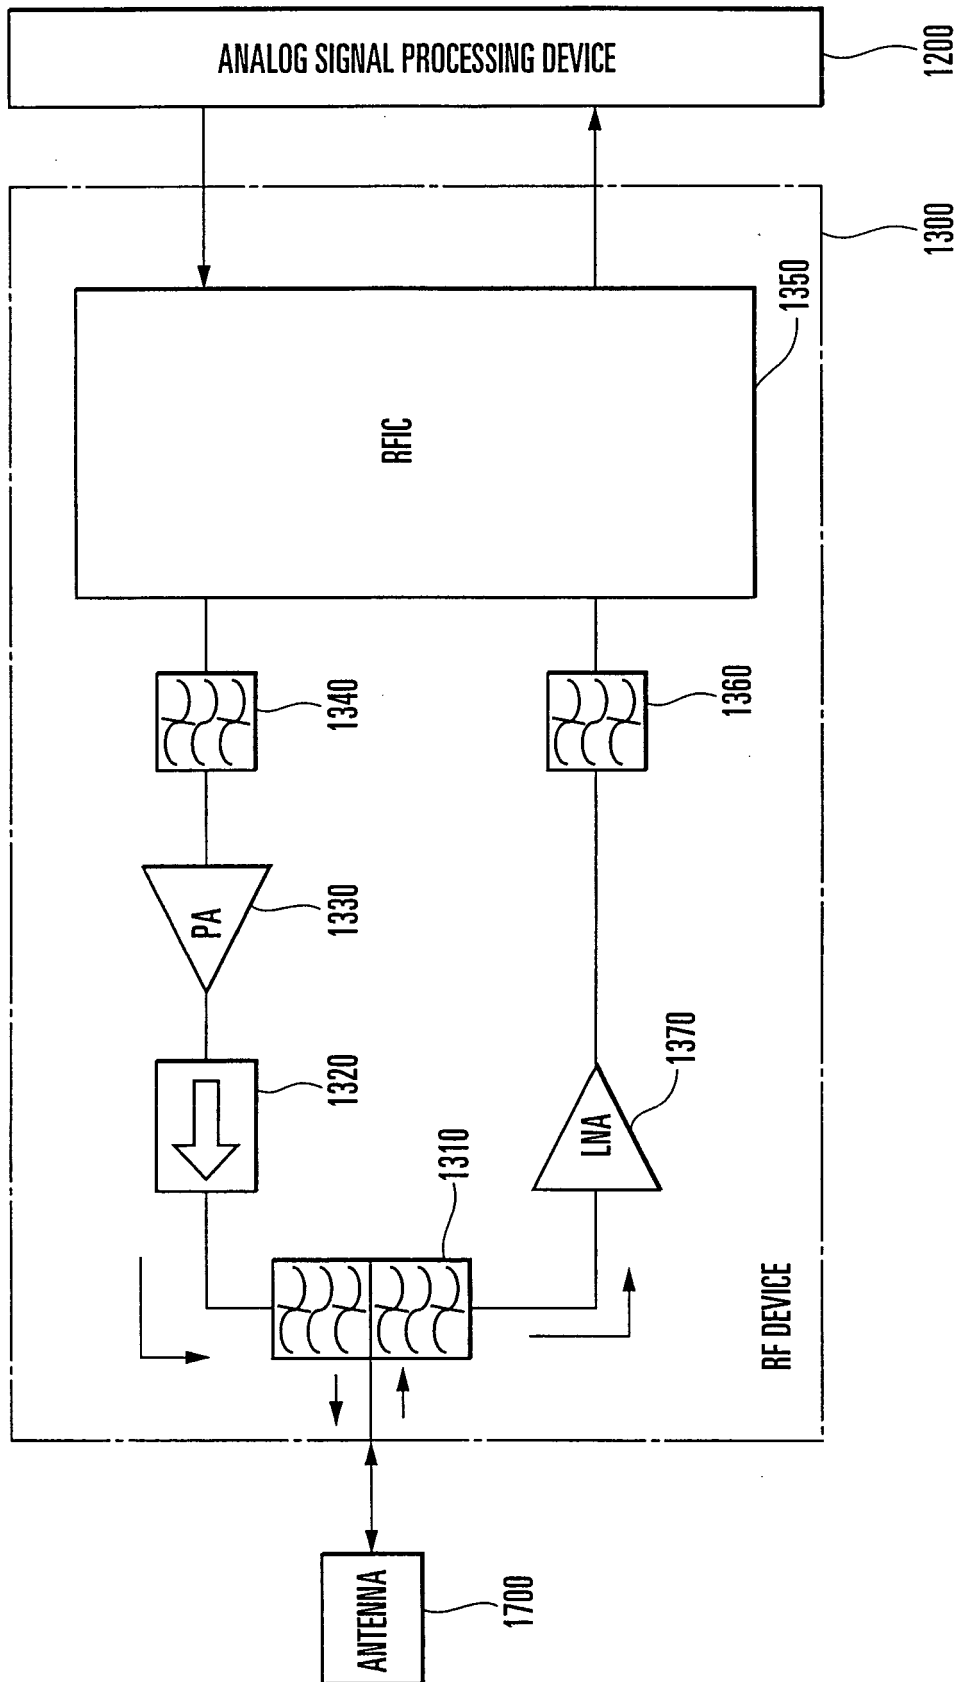 ANALOG SIGNAL PROCESSING DEVICE
1200
1300
RFIC
1350
1340
1360
PA
1330
1320
LNA
1370
1310
RF DEVICE
ANTENNA
1700